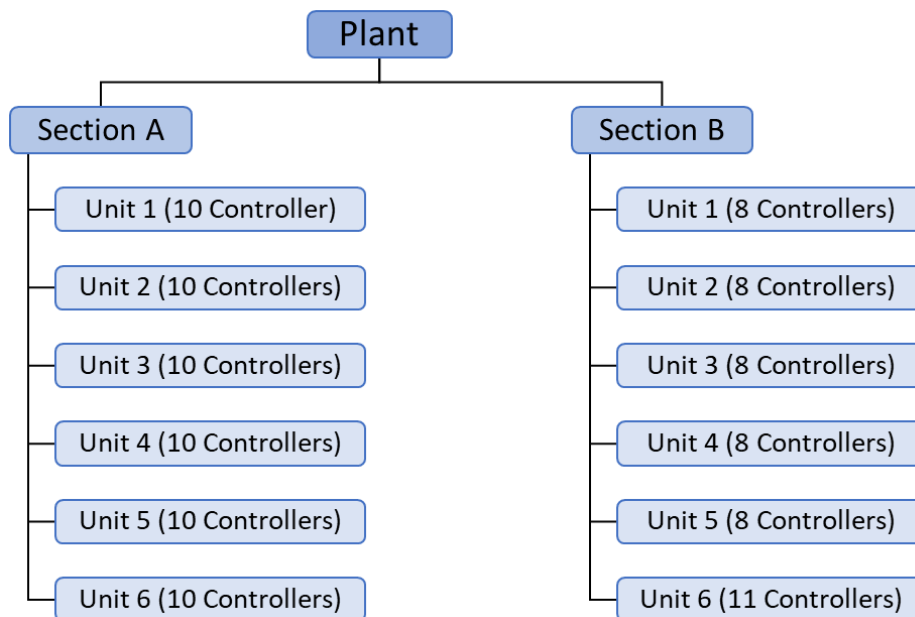 Plant
Section A
Unit 1 (10 Controller)
Unit 2 (10 Controllers)
Unit 3 (10 Controllers)
Unit 4 (10 Controllers)
Unit 5 (10 Controllers)
Unit 6 (10 Controllers)
Section B
Unit 1 (8 Controllers)
Unit 2 (8 Controllers)
Unit 3 (8 Controllers)
Unit 4 (8 Controllers)
Unit 5 (8 Controllers)
Unit 6 (11 Controllers)